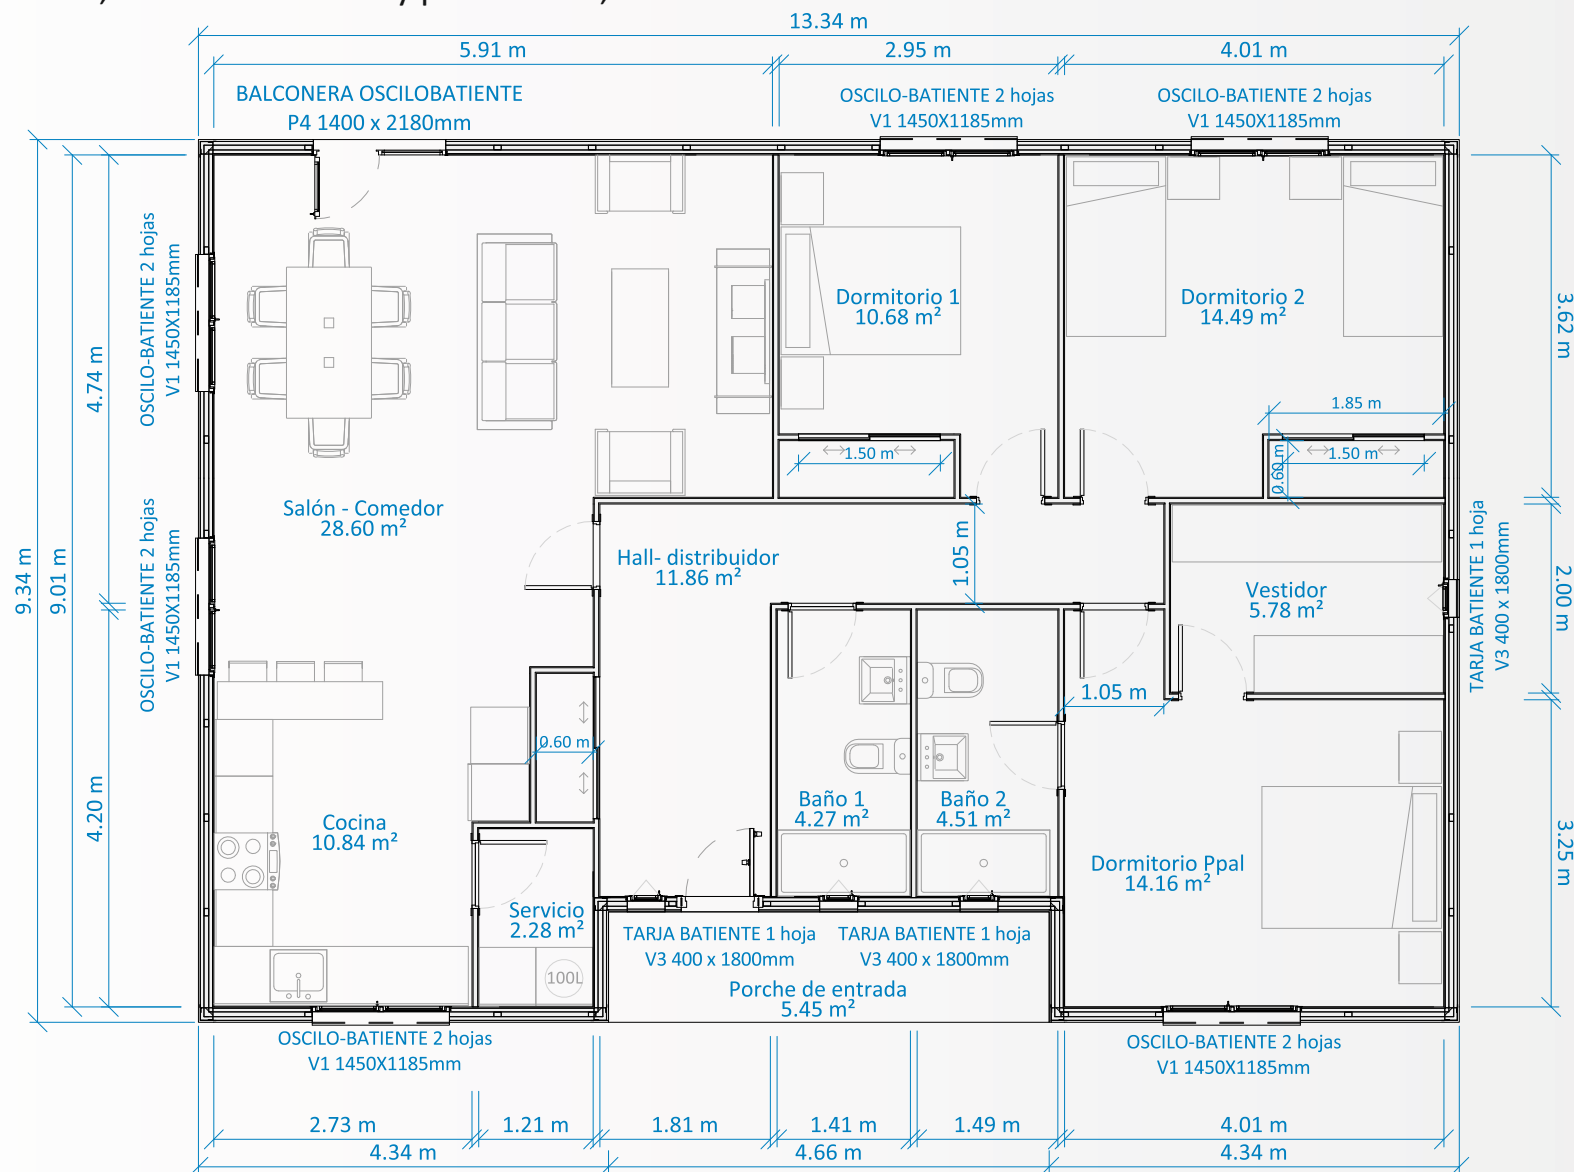 13.34 m
5.91 m
2.95 m
4.01 m
BALCONERA OSCILOBATIENTE
P4 1400 x 2180mm
OSCILO-BATIENTE 2 hojas
V1 1450X1185mm
OSCILO-BATIENTE 2 hojas
V1 1450X1185mm
OSCILO-BATIENTE 2 hojas
V1 1450X1185mm
OSCILO-BATIENTE 2 hojas
V1 1450X1185mm
9.34 m
9.01 m
4.74 m
4.20 m
Dormitorio 1
10.68 m²
Dormitorio 2
14.49 m²
3.62 m
1.85 m
1.50 m
0.60 m
1.50 m
Salón - Comedor
28.60 m²
Hall- distribuidor
11.86 m²
1.05 m
Vestidor
5.78 m²
TARJA BATIENTE 1 hoja
V3 400 x 1800mm
2.00 m
1.05 m
0.60 m
Cocina
10.84 m²
Baño 1
4.27 m²
Baño 2
4.51 m²
Dormitorio Ppal
14.16 m²
3.25 m
Servicio
2.28 m²
100L
TARJA BATIENTE 1 hoja
V3 400 x 1800mm
TARJA BATIENTE 1 hoja
V3 400 x 1800mm
Porche de entrada
5.45 m²
OSCILO-BATIENTE 2 hojas
V1 1450X1185mm
OSCILO-BATIENTE 2 hojas
V1 1450X1185mm
2.73 m
1.21 m
1.81 m
1.41 m
1.49 m
4.01 m
4.34 m
4.66 m
4.34 m